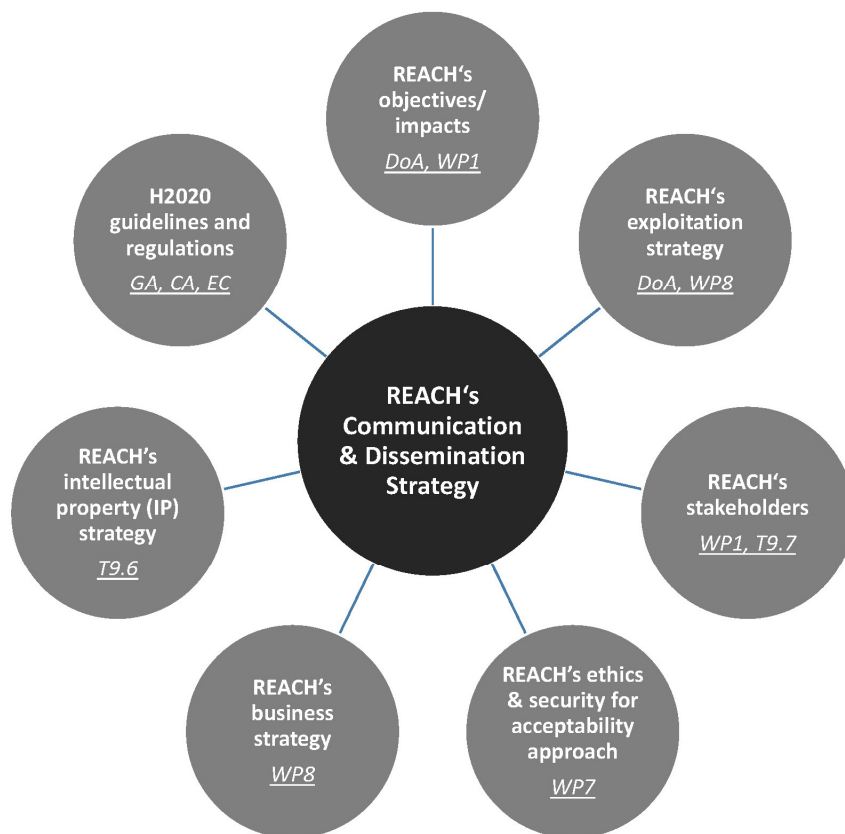 REACH‘s
objectives/
impacts
DoA, WP1
H2020
guidelines and
regulations
GA, CA, EC
REACH‘s
exploitation
strategy
DoA, WP8
REACH‘s
Communication
& Dissemination
Strategy
REACH’s
intellectual
property (IP)
strategy
T9.6
REACH‘s
stakeholders
WP1, T9.7
REACH’s
business
strategy
WP8
REACH’s ethics
& security for
acceptability
approach
WP7